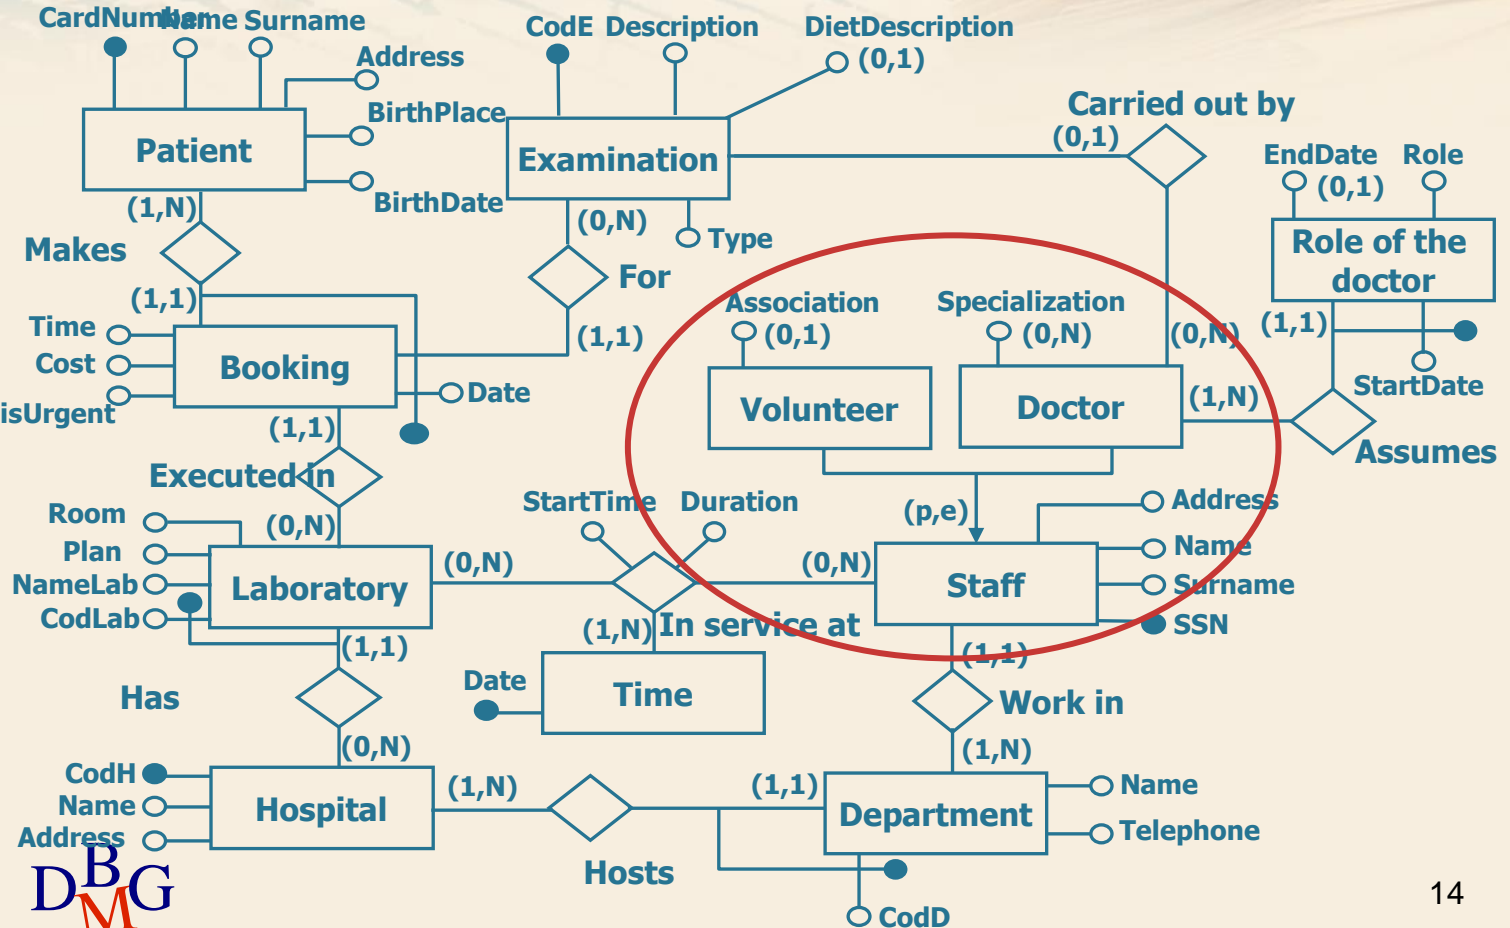 CardNumber Name Surname
CodE Description DietDescription
Address (0,1)
BirthPlace
Carried out by
Patient
Examination
(0,1)
EndDate Role
(0,1)
BirthDate
(1,N)
(0,N)
Type
Makes
For
Role of the
doctor
(1,1)
Association
(0,1)
Specialization
(0,N)
(0,N)
(1,1)
Time
Cost
isUrgent
Booking
(1,1)
Date
Volunteer
Doctor
(1,N)
StartDate
Assumes
(1,1)
Executed in
(0,N)
StartTime Duration
(p,e)
Address
Name
Surname
SSN
Room
Plan
NameLab
CodLab
Laboratory
(0,N)
(0,N)
Staff
(1,1)
(1,N)
In service at
(1,1)
Has
Date
Time
Work in
(0,N)
(1,N)
CodH
Name
Address
Hospital
(1,N)
(1,1)
Department
Name
Telephone
Hosts
CodD
DBMG
14